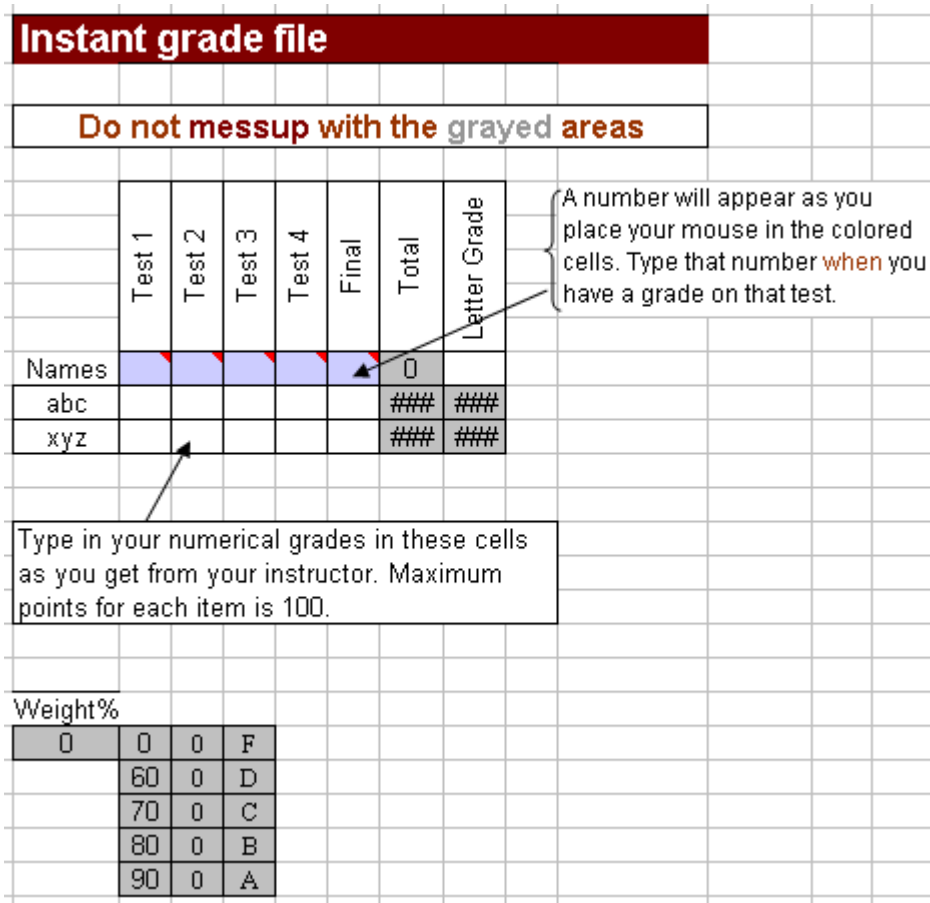 Instant grade file
Do not messup with the grayed areas
A number will appear as you
place your mouse in the colored
cells. Type that number when you
have a grade on that test.
Test 1 Test 2 Test 3 Test 4 Final Total Letter Grade
Names 0
abc ### ###
xyz ### ###
Type in your numerical grades in these cells
as you get from your instructor. Maximum
points for each item is 100.
Weight%
0 0 0 F
60 0 D
70 0 C
80 0 B
90 0 A